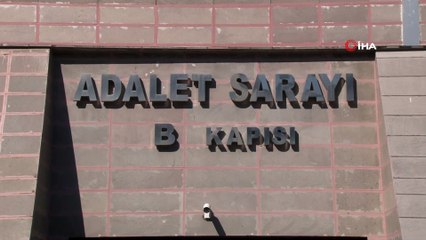 İHA
ADALET SARAYI
B KAPISI